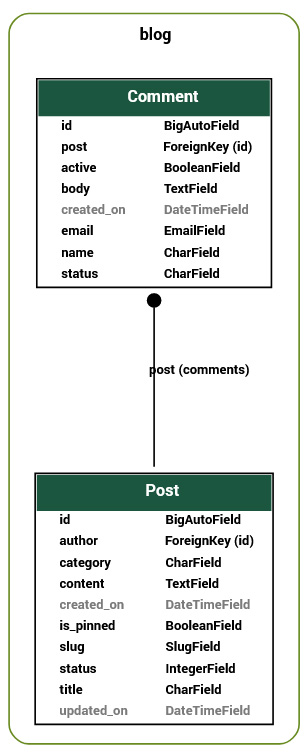 blog
Comment
id BigAutoField
post ForeignKey (id)
active BooleanField
body TextField
created_on DateTimeField
email EmailField
name CharField
status CharField
post (comments)
Post
id BigAutoField
author ForeignKey (id)
category CharField
content TextField
created_on DateTimeField
is_pinned BooleanField
slug SlugField
status IntegerField
title CharField
updated_on DateTimeField